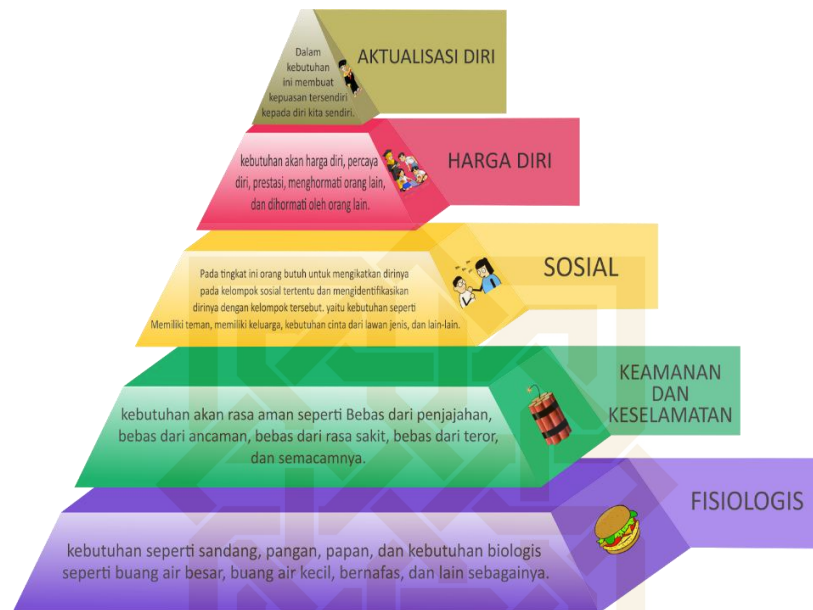 Dalam
kebutuhan
ini membuat
kepuasan tersendiri
kepada diri kita sendiri.
AKTUALISASI DIRI
kebutuhan akan harga diri, percaya
diri, prestasi, menghormati orang lain,
dan dihormati oleh orang lain.
HARGA DIRI
Pada tingkat ini orang butuh untuk mengikatkan dirinya
pada kelompok sosial tertentu dan mengidentifikasikan
dirinya dengan kelompok tersebut. yaitu kebutuhan seperti
Memiliki teman, memiliki keluarga, kebutuhan cinta dari lawan jenis, dan lain-lain.
SOSIAL
kebutuhan akan rasa aman seperti Bebas dari penjajahan,
bebas dari ancaman, bebas dari rasa sakit, bebas dari teror,
dan semacamnya.
KEAMANAN
DAN
KESELAMATAN
kebutuhan seperti sandang, pangan, papan, dan kebutuhan biologis
seperti buang air besar, buang air kecil, bernafas, dan lain sebagainya.
FISIOLOGIS